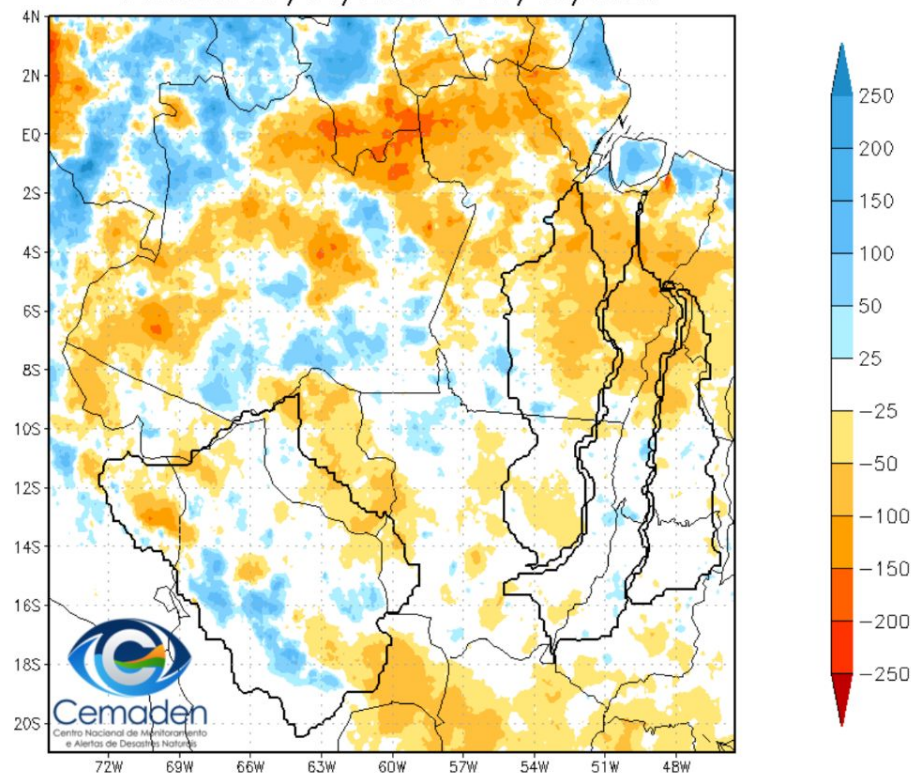 4N
2N
EQ
2S
4S
6S
8S
10S
12S
14S
16S
18S
20S
72W 69W 66W 63W 60W 57W 54W 51W 48W
250
200
150
100
50
25
−25
−50
−100
−150
−200
−250
Cemaden
Centro Nacional de Monitoramento
e Alertas de Desastres Naturais